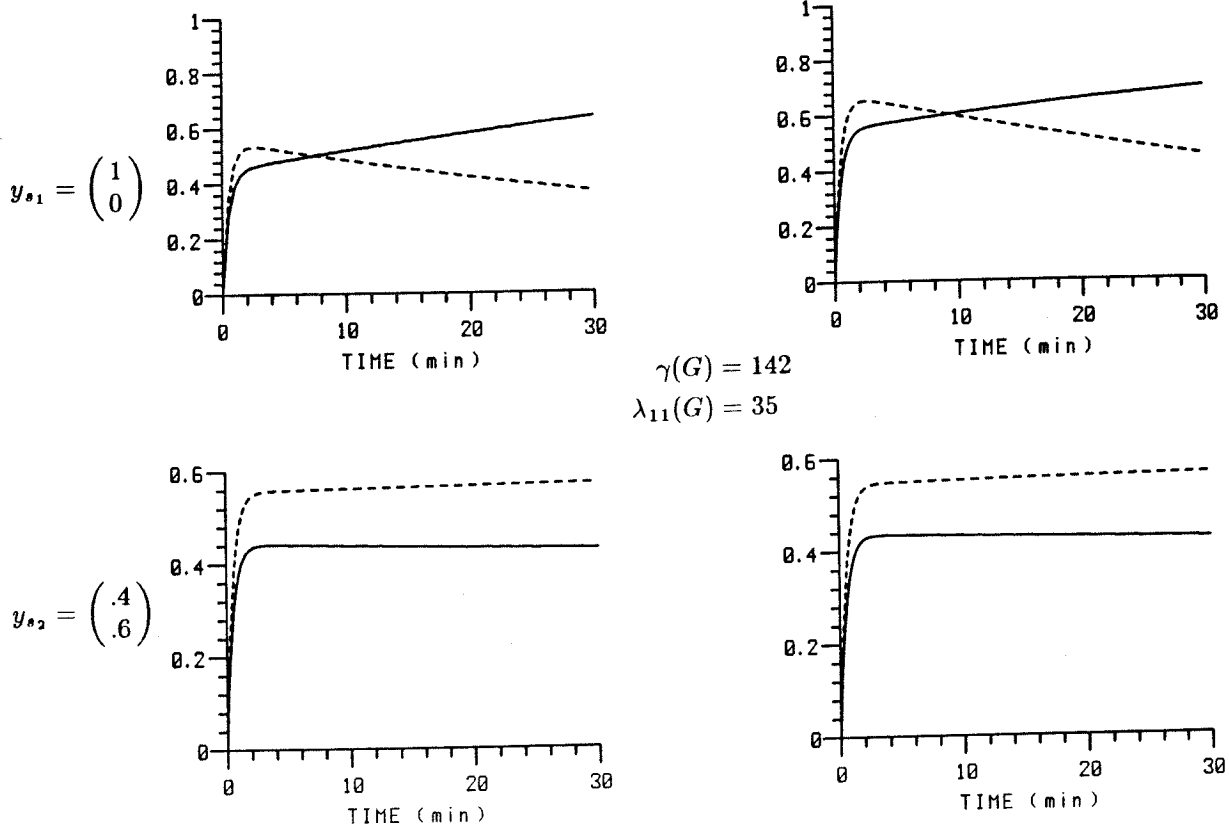 1
0.8
0.6
0.4
0.2
0
0 10 20 30
TIME (min)
y_{s_1} = \begin{pmatrix} 1 \\ 0 \end{pmatrix}
1
0.8
0.6
0.4
0.2
0
0 10 20 30
TIME (min)
γ(G) = 142
λ₁₁(G) = 35
0.6
0.4
0.2
0
0 10 20 30
TIME (min)
y_{s_2} = \begin{pmatrix} .4 \\ .6 \end{pmatrix}
0.6
0.4
0.2
0
0 10 20 30
TIME (min)